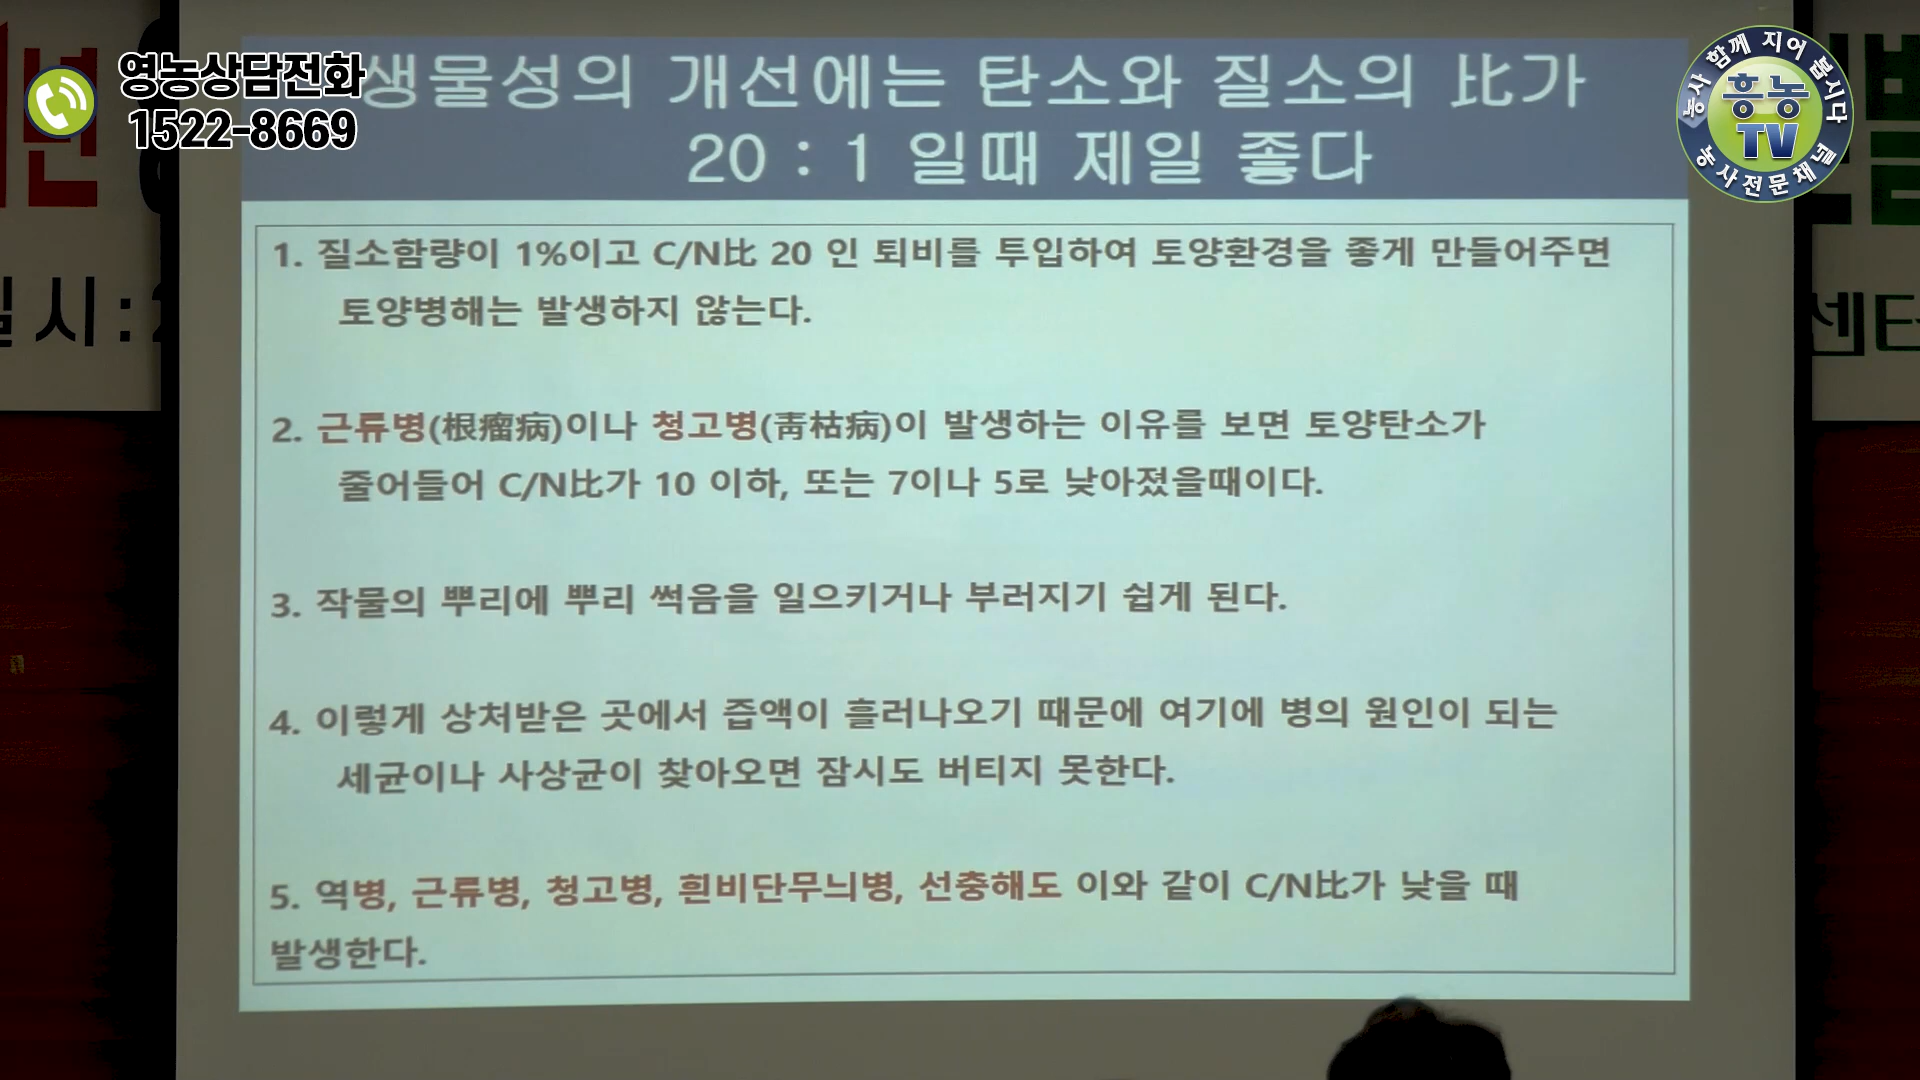 영농상담전화
1522-8669
생물성의 개선에는 탄소와 질소의 比가
20 : 1 일때 제일 좋다
농사 함께 지어 봅시다
흥농
TV
농사전문채널
1. 질소함량이 1%이고 C/N比 20 인 퇴비를 투입하여 토양환경을 좋게 만들어주면
토양병해는 발생하지 않는다.
2. 근류병(根瘤病)이나 청고병(靑枯病)이 발생하는 이유를 보면 토양탄소가
줄어들어 C/N比가 10 이하, 또는 7이나 5로 낮아졌을때이다.
3. 작물의 뿌리에 뿌리 썩음을 일으키거나 부러지기 쉽게 된다.
4. 이렇게 상처받은 곳에서 즙액이 흘러나오기 때문에 여기에 병의 원인이 되는
세균이나 사상균이 찾아오면 잠시도 버티지 못한다.
5. 역병, 근류병, 청고병, 흰비단무늬병, 선충해도 이와 같이 C/N比가 낮을 때
발생한다.
일시:
센터